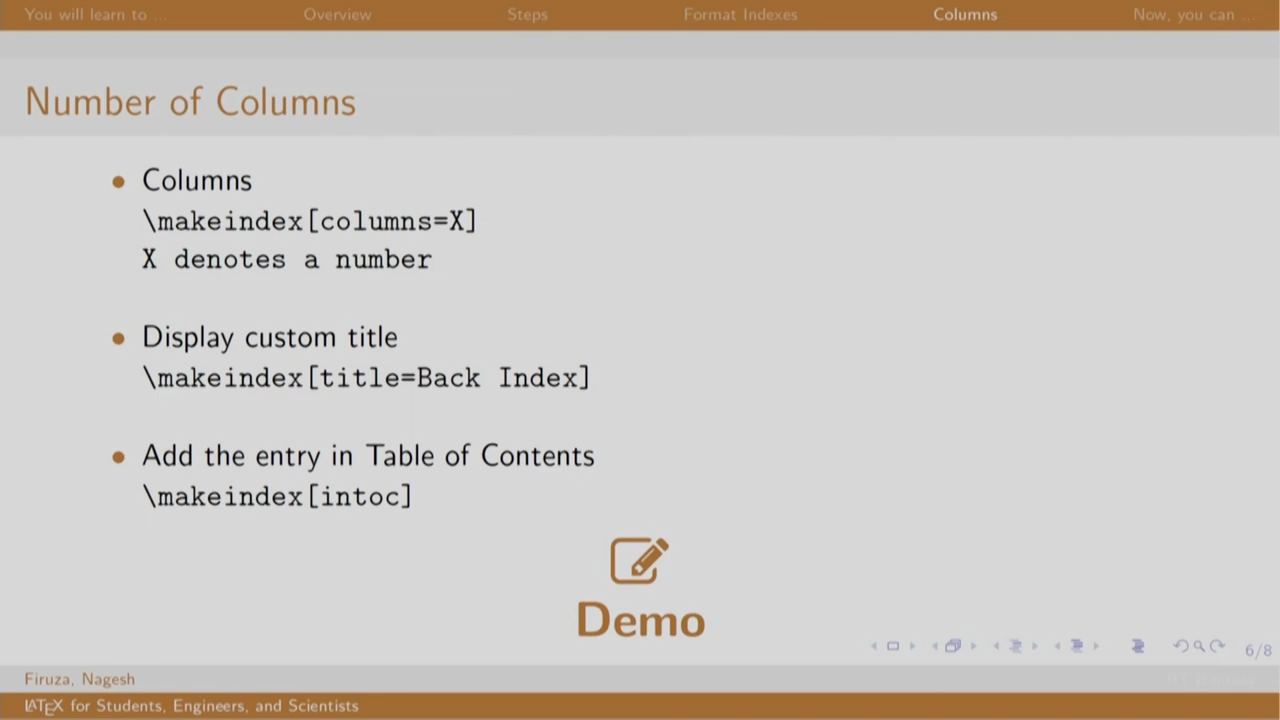 You will learn to ... Overview Steps Format Indexes Columns Now, you can ...
Number of Columns
• Columns
\makeindex[columns=X]
X denotes a number
• Display custom title
\makeindex[title=Back Index]
• Add the entry in Table of Contents
\makeindex[intoc]
Demo
6/8
Firuza, Nagesh
LATEX for Students, Engineers, and Scientists